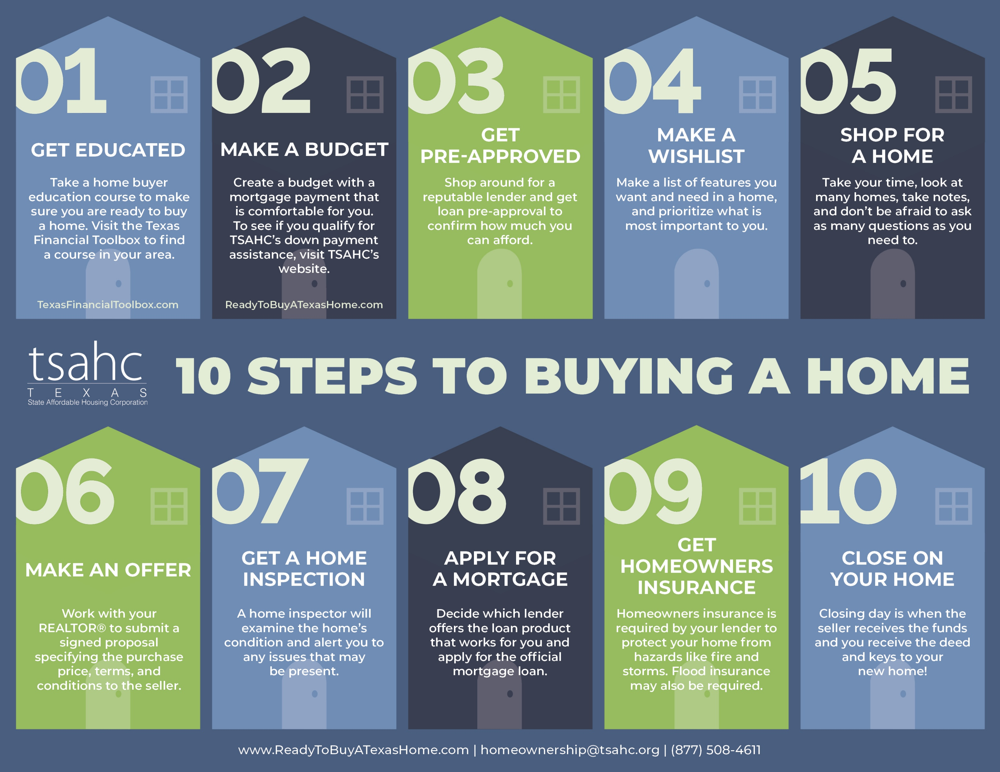 01
GET EDUCATED
Take a home buyer
education course to make
sure you are ready to buy
a home. Visit the Texas
Financial Toolbox to find
a course in your area.
TexasFinancialToolbox.com
02
MAKE A BUDGET
Create a budget with a
mortgage payment that
is comfortable for you.
To see if you qualify for
TSAHC's down payment
assistance, visit TSAHC's
website.
ReadyToBuyATexasHome.com
03
GET
PRE-APPROVED
Shop around for a
reputable lender and get
loan pre-approval to
confirm how much you
can afford.
04
MAKE A
WISHLIST
Make a list of features you
want and need in a home,
and prioritize what is
most important to you.
05
SHOP FOR
A HOME
Take your time, look at
many homes, take notes,
and don't be afraid to ask
as many questions as you
need to.
tsahc
TEXAS
State Affordable Housing Corporation
10 STEPS TO BUYING A HOME
06
MAKE AN OFFER
Work with your
REALTOR® to submit a
signed proposal
specifying the purchase
price, terms, and
conditions to the seller.
07
GET A HOME
INSPECTION
A home inspector will
examine the home's
condition and alert you to
any issues that may
be present.
08
APPLY FOR
A MORTGAGE
Decide which lender
offers the loan product
that works for you and
apply for the official
mortgage loan.
09
GET
HOMEOWNERS
INSURANCE
Homeowners insurance is
required by your lender to
protect your home from
hazards like fire and
storms. Flood insurance
may also be required.
10
CLOSE ON
YOUR HOME
Closing day is when the
seller receives the funds
and you receive the deed
and keys to your
new home!
www.ReadyToBuyATexasHome.com | homeownership@tsahc.org | (877) 508-4611